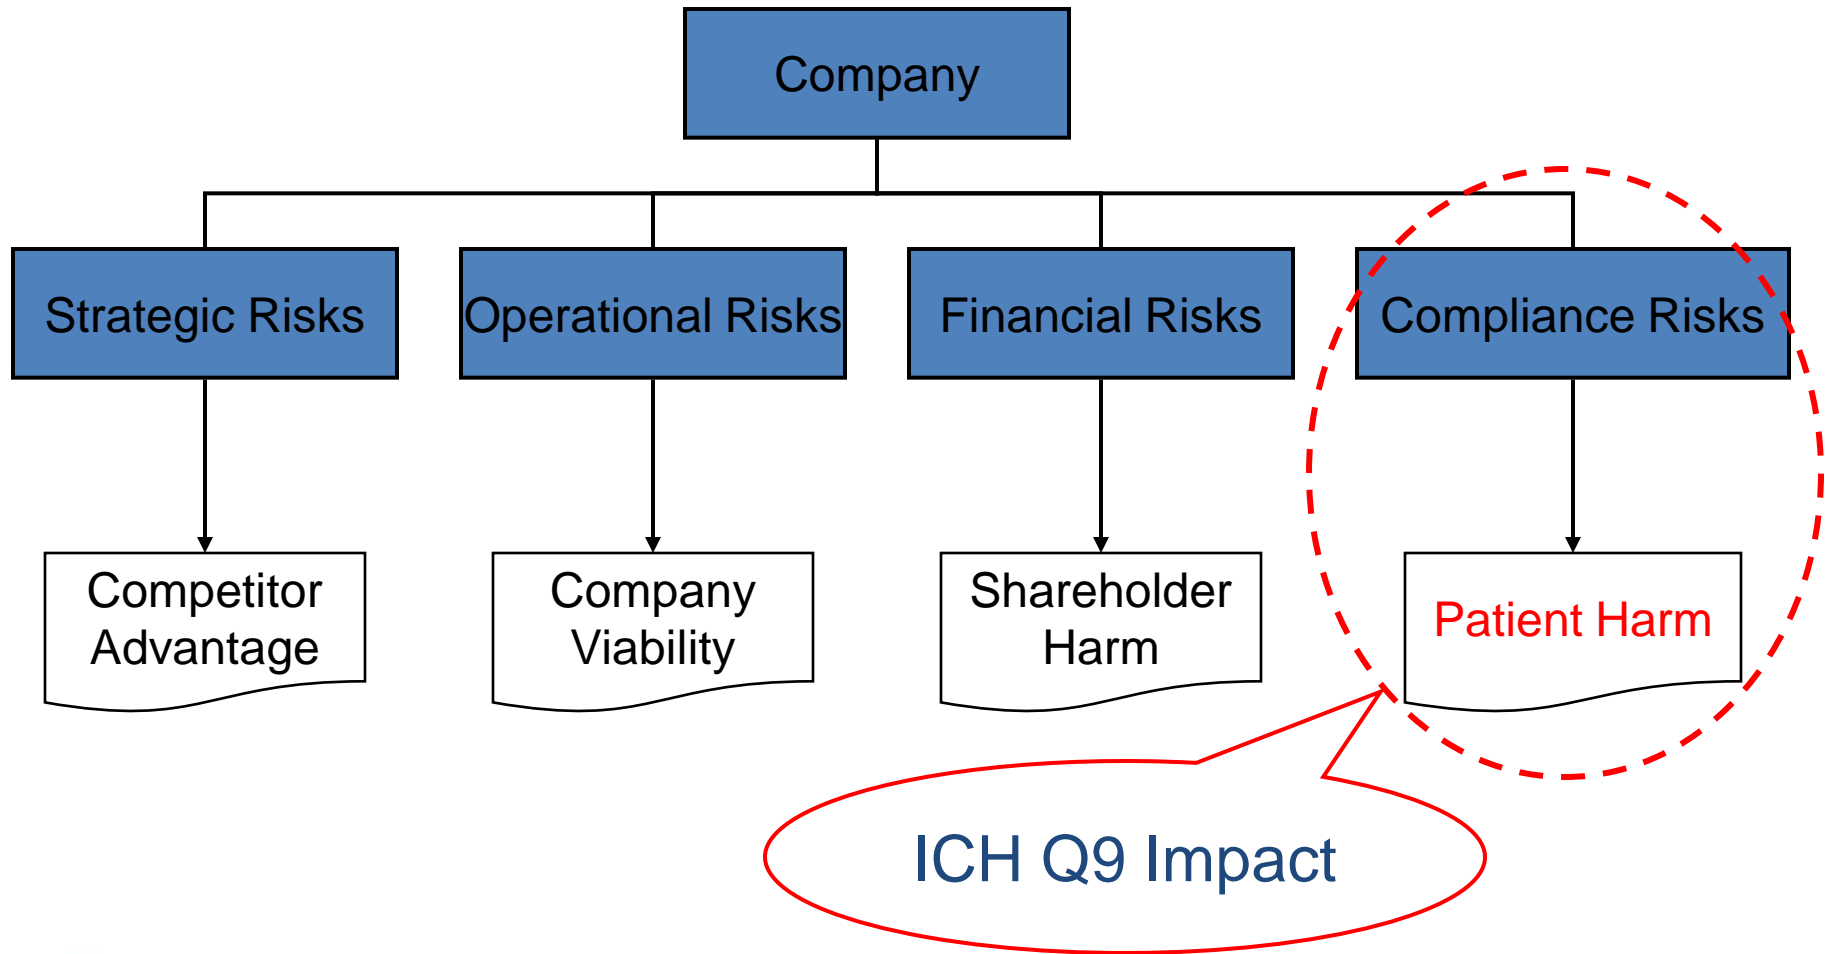 Company
Strategic Risks
Operational Risks
Financial Risks
Compliance Risks
Competitor
Advantage
Company
Viability
Shareholder
Harm
Patient Harm
ICH Q9 Impact